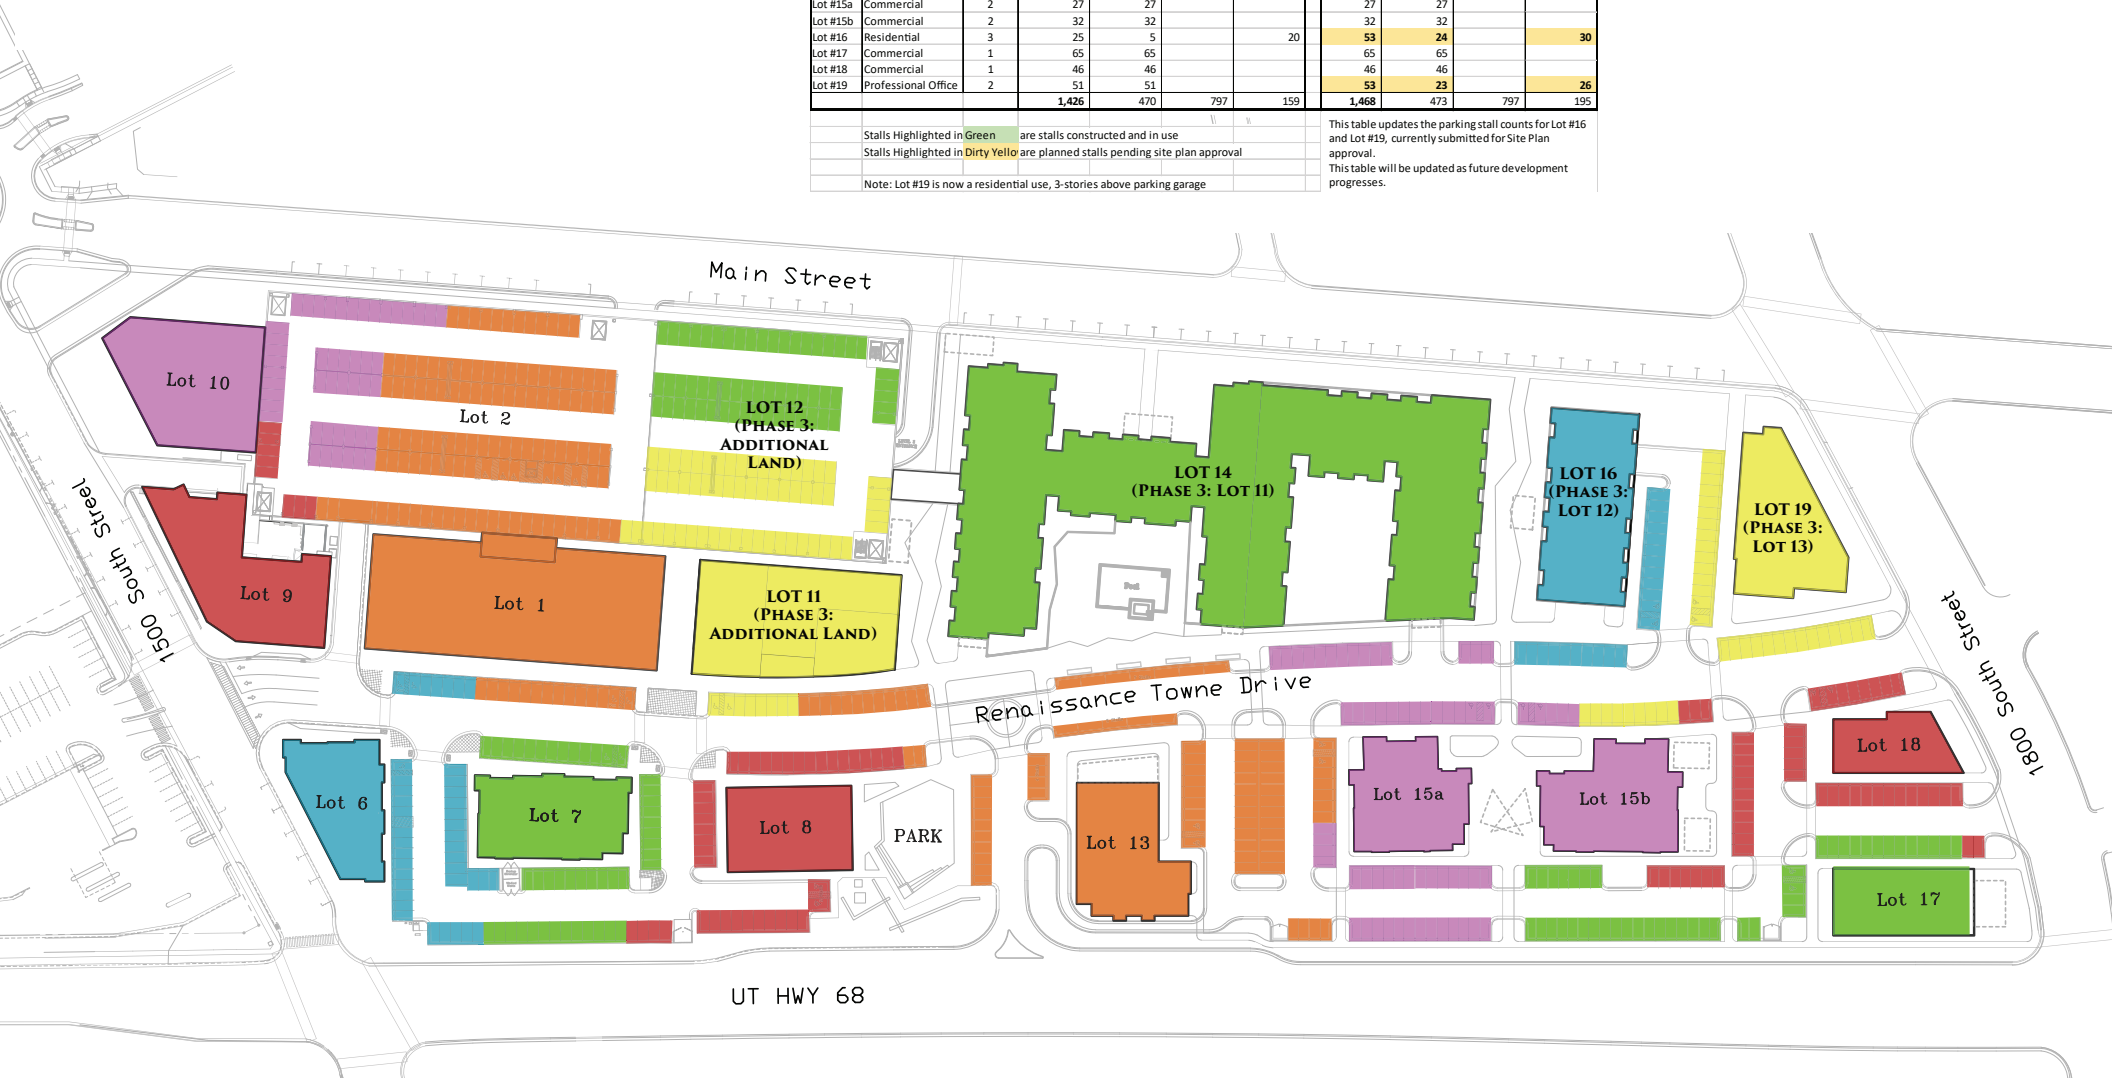 Lot #15a Commercial 2 27 27 27 27
Lot #15b Commercial 2 32 32 32 32
Lot #16 Residential 3 25 5 20 53 24 30
Lot #17 Commercial 1 65 65 65 65
Lot #18 Commercial 1 46 46 46 46
Lot #19 Professional Office 2 51 51 53 23 26
1,426 470 797 159 1,468 473 797 195
Stalls Highlighted in Green are stalls constructed and in use
Stalls Highlighted in Dirty Yello are planned stalls pending site plan approval
Note: Lot #19 is now a residential use, 3-stories above parking garage
This table updates the parking stall counts for Lot #16
and Lot #19, currently submitted for Site Plan
approval.
This table will be updated as future development
progresses.
Main Street
Lot 10
Lot 2
LOT 12
(PHASE 3:
ADDITIONAL
LAND)
LOT 14
(PHASE 3: LOT 11)
LOT 16
(PHASE 3:
LOT 12)
LOT 19
(PHASE 3:
LOT 13)
1500 South Street
Lot 9
Lot 1
LOT 11
(PHASE 3:
ADDITIONAL LAND)
Pool
Renaissance Towne Drive
1800 South Street
Lot 6
Lot 7
Lot 8
PARK
Lot 13
Lot 15a
Lot 15b
Lot 18
Lot 17
UT HWY 68